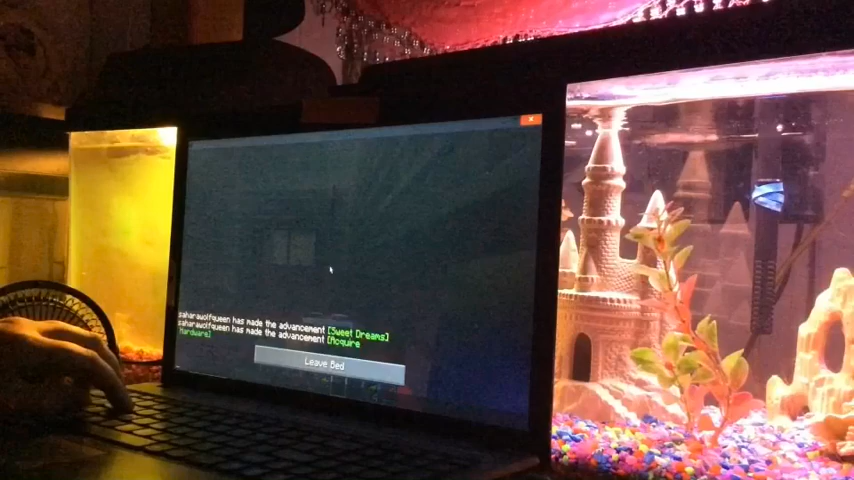 saharawolfqueen has made the advancement [Sweet Dreams]
saharawolfqueen has made the advancement [Acquire
Hardware]
Leave Bed